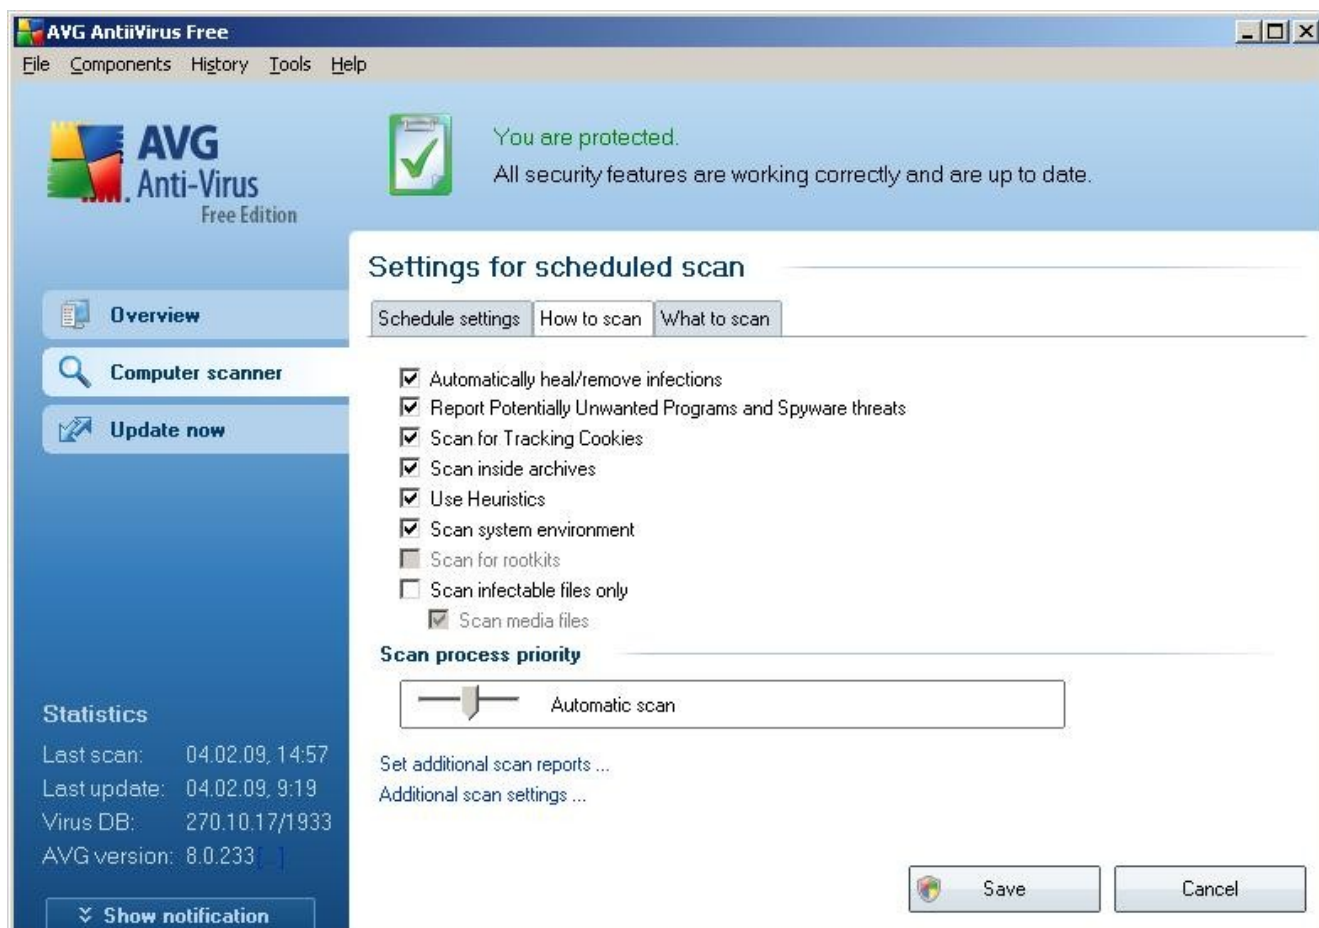 AVG AntiiVirus Free
File Components History Tools Help
AVG
Anti-Virus
Free Edition
You are protected.
All security features are working correctly and are up to date.
Overview
Computer scanner
Update now
Settings for scheduled scan
Schedule settings How to scan What to scan
Automatically heal/remove infections
Report Potentially Unwanted Programs and Spyware threats
Scan for Tracking Cookies
Scan inside archives
Use Heuristics
Scan system environment
Scan for rootkits
Scan infectable files only
Scan media files
Scan process priority
Automatic scan
Set additional scan reports ...
Additional scan settings ...
Save Cancel
Statistics
Last scan: 04.02.09, 14:57
Last update: 04.02.09, 9:19
Virus DB: 270.10.17/1933
AVG version: 8.0.233[...]
Show notification